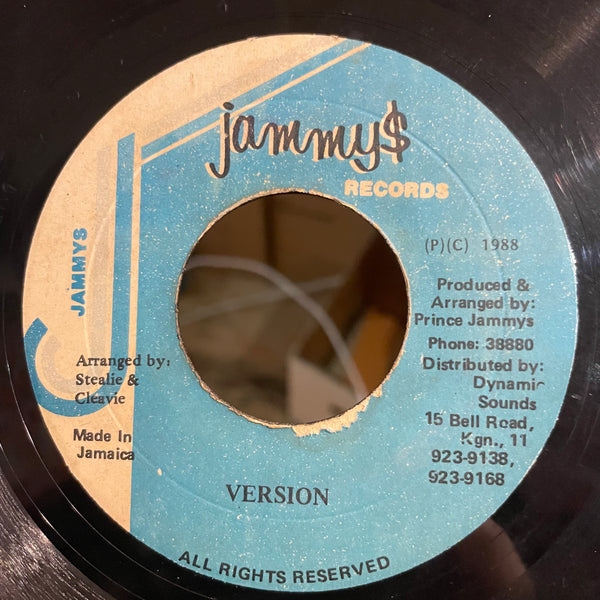 jammy$
RECORDS
JAMMYS
(P)(C) 1988
Produced &
Arranged by:
Prince Jammys
Phone: 38880
Distributed by:
Dynamic
Sounds
15 Bell Road,
Kgn., 11
923-9138,
923-9168
Arranged by:
Stealie &
Cleavie
Made In
Jamaica
VERSION
ALL RIGHTS RESERVED